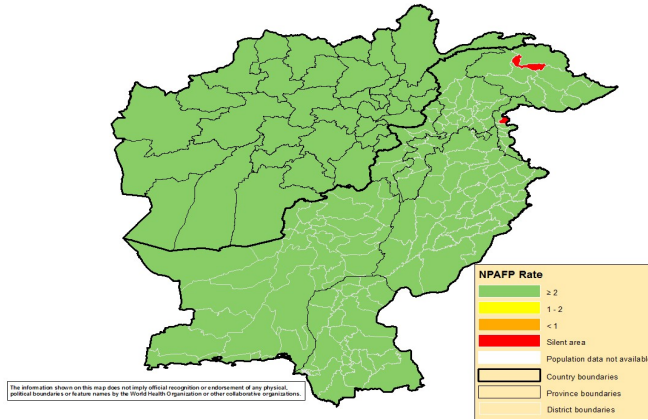 NPAFP Rate
≥ 2
1 - 2
< 1
Silent area
Population data not available
Country boundaries
Province boundaries
District boundaries
The information shown on this map does not imply official recognition or endorsement of any physical,
political boundaries or feature names by the World Health Organization or other collaborative organizations.